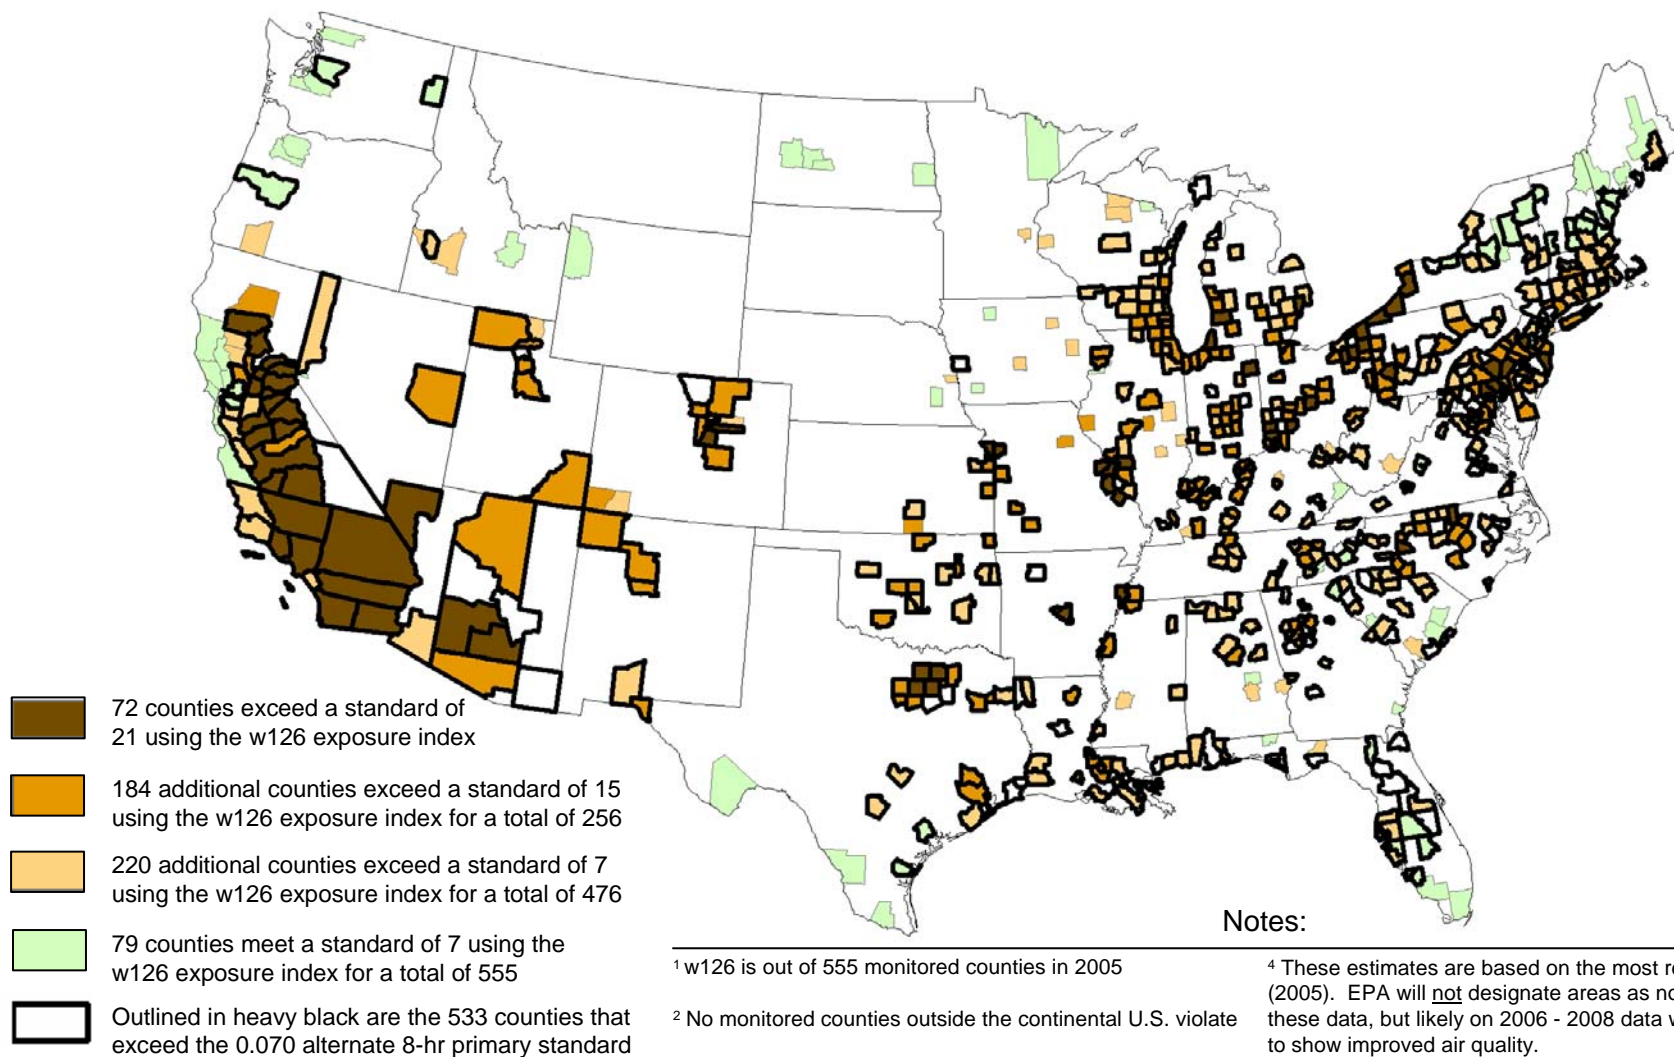 72 counties exceed a standard of
21 using the w126 exposure index
184 additional counties exceed a standard of 15
using the w126 exposure index for a total of 256
220 additional counties exceed a standard of 7
using the w126 exposure index for a total of 476
79 counties meet a standard of 7 using the
w126 exposure index for a total of 555
Outlined in heavy black are the 533 counties that
exceed the 0.070 alternate 8-hr primary standard
Notes:
1 w126 is out of 555 monitored counties in 2005
2 No monitored counties outside the continental U.S. violate
4 These estimates are based on the most
(2005). EPA will not designate areas as
these data, but likely on 2006 - 2008 data
to show improved air quality.